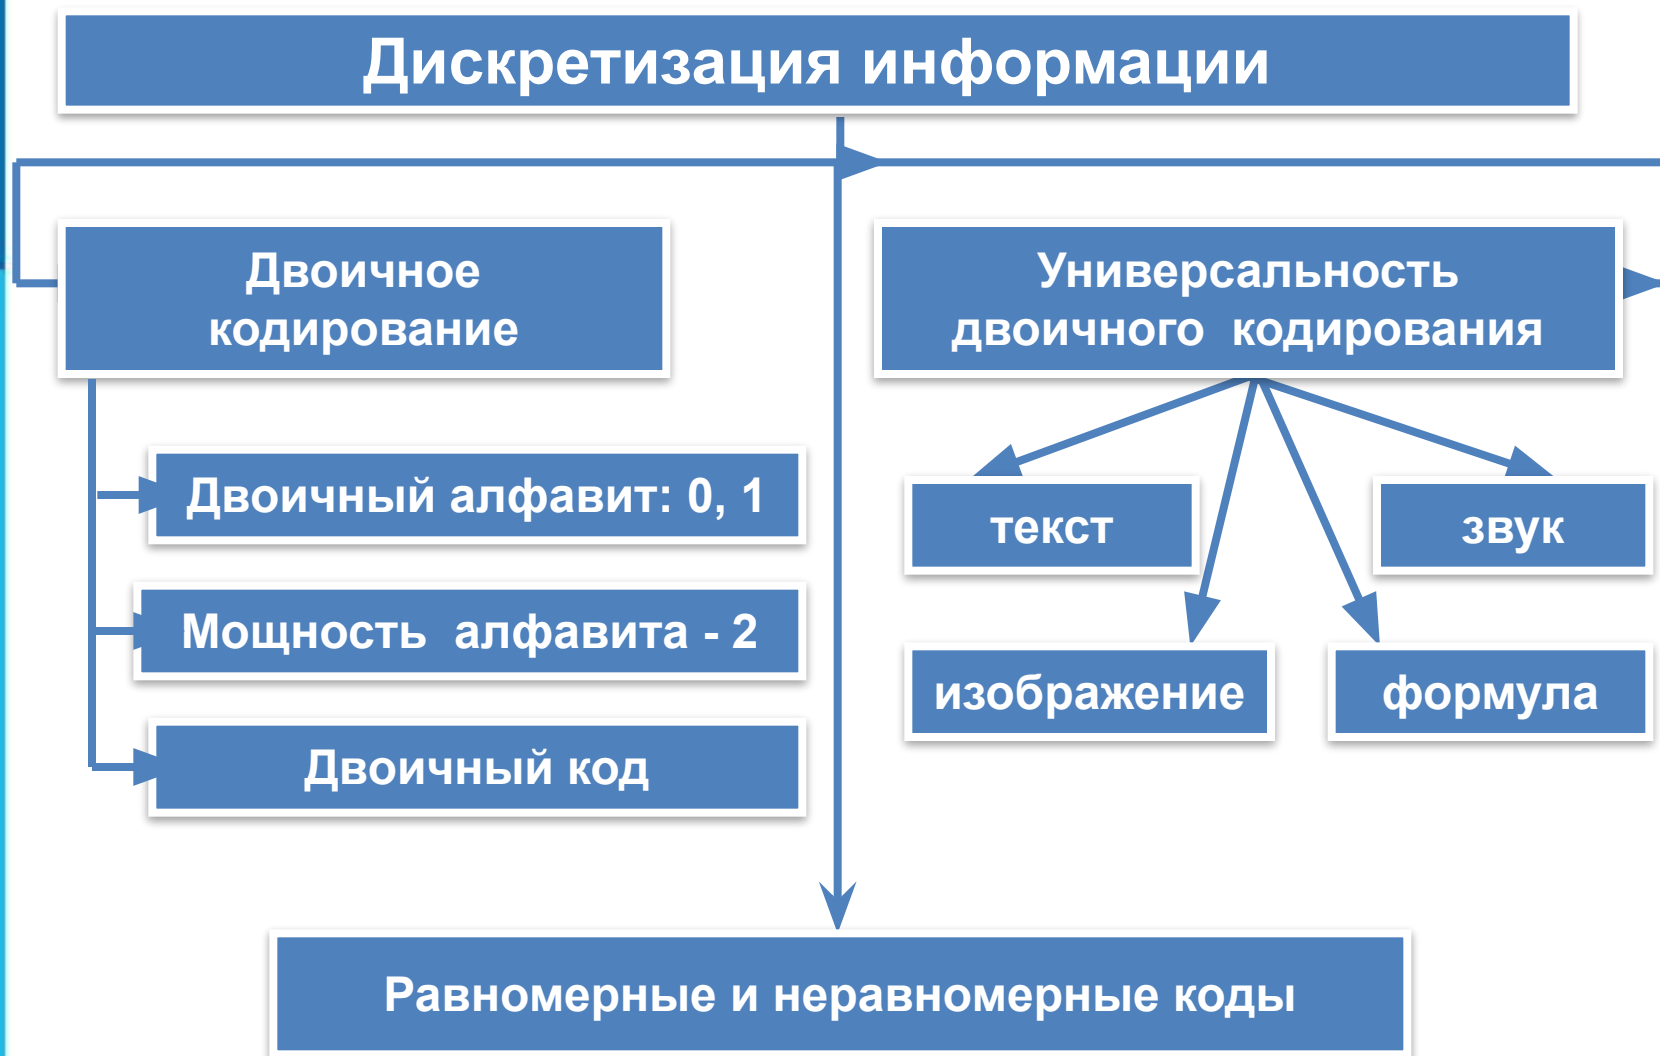 Дискретизация информации
Двоичное
кодирование
Двоичный алфавит: 0, 1
Мощность алфавита - 2
Двоичный код
Универсальность
двоичного кодирования
текст
звук
изображение
формула
Равномерные и неравномерные коды